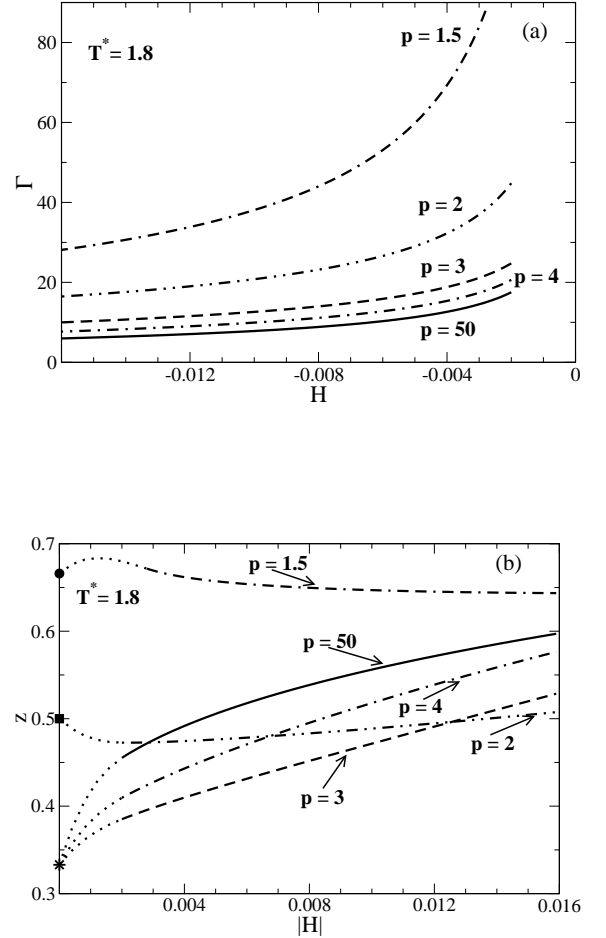 80
60
40
20
0
Γ
T* = 1.8
p = 1.5
(a)
p = 2
p = 3
p = 4
p = 50
-0.012
-0.008
-0.004
0
H
0.7
0.6
0.5
0.4
0.3
z
p = 1.5
(b)
T* = 1.8
p = 50
p = 4
p = 2
p = 3
0.004
0.008
0.012
0.016
|H|